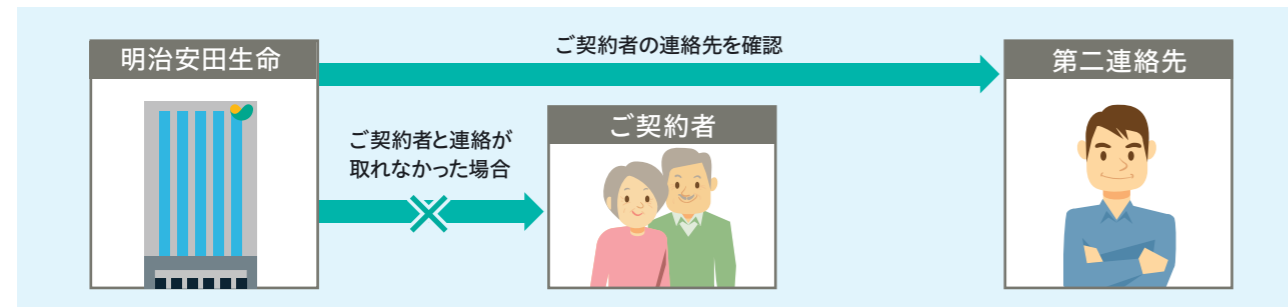 明治安田生命
ご契約者の連絡先を確認
第二連絡先
ご契約者と連絡が
取れなかった場合
ご契約者